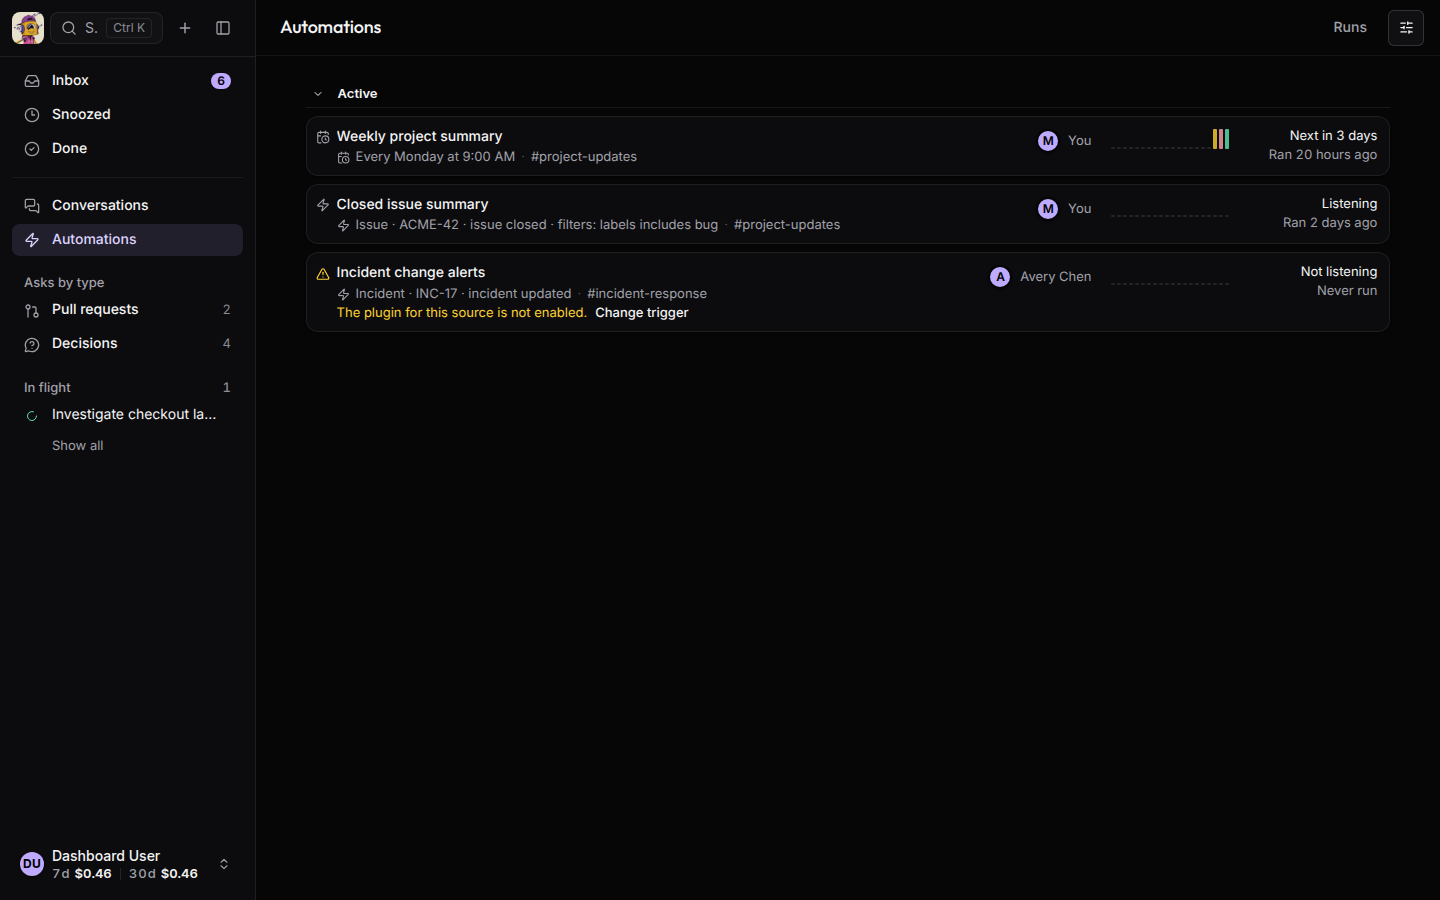 S. Ctrl K
Automations
Runs
Inbox 6
Snoozed
Done
Conversations
Automations
Asks by type
Pull requests 2
Decisions 4
In flight 1
Investigate checkout la...
Show all
Dashboard User
DU
7d $0.46 30d $0.46
Active
Weekly project summary
Every Monday at 9:00 AM · #project-updates
M You
Next in 3 days
Ran 20 hours ago
Closed issue summary
Issue · ACME-42 · issue closed · filters: labels includes bug · #project-updates
M You
Listening
Ran 2 days ago
Incident change alerts
Incident · INC-17 · incident updated · #incident-response
The plugin for this source is not enabled. Change trigger
A Avery Chen
Not listening
Never run